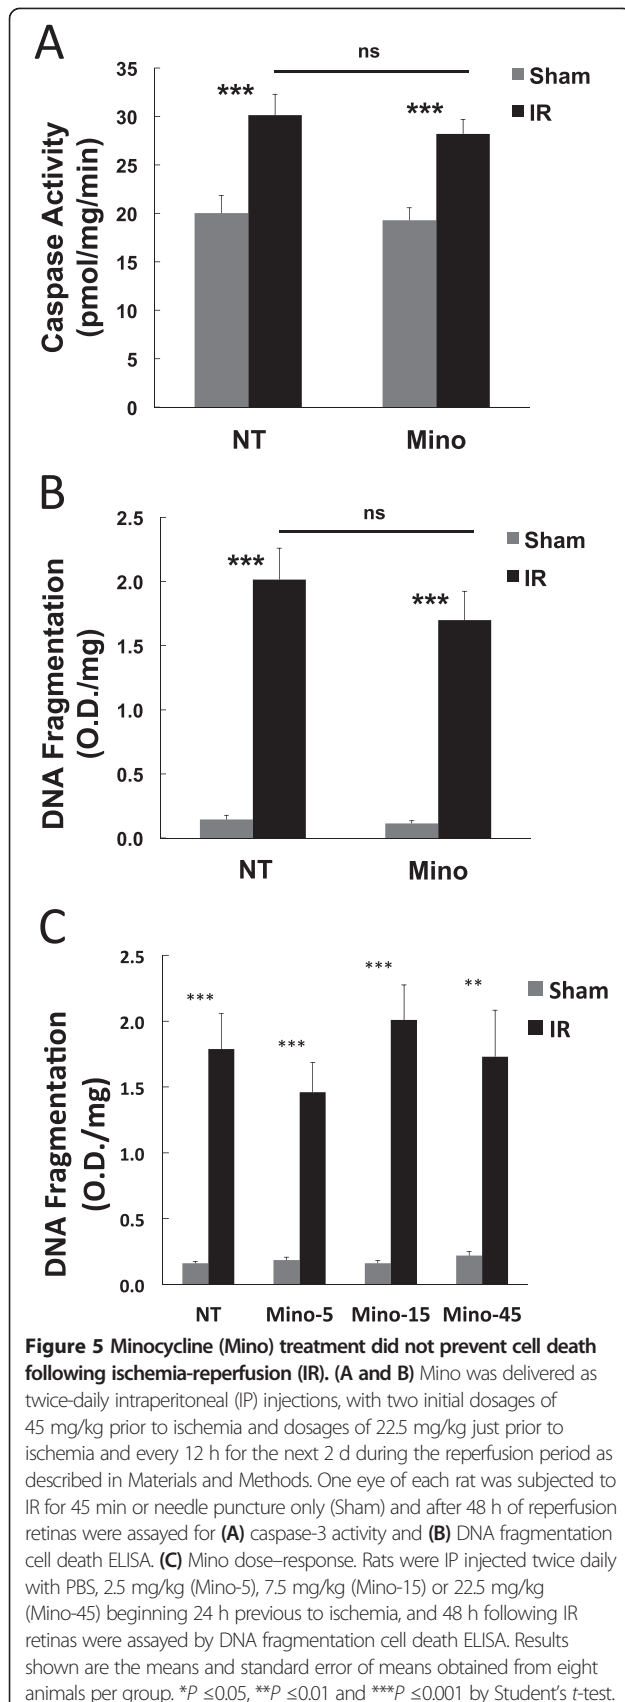 A
ns
35
30
25
20
15
10
5
0
Caspase Activity
(pmol/mg/min)
***
***
Sham
IR
NT Mino
B
ns
2.5
2.0
1.5
1.0
0.5
0.0
DNA Fragmentation
(O.D./mg)
***
***
Sham
IR
NT Mino
C
2.5
2.0
1.5
1.0
0.5
0.0
DNA Fragmentation
(O.D./mg)
***
***
***
**
Sham
IR
NT Mino-5 Mino-15 Mino-45
Figure 5 Minocycline (Mino) treatment did not prevent cell death
following ischemia-reperfusion (IR). (A and B) Mino was delivered as
twice-daily intraperitoneal (IP) injections, with two initial dosages of
45 mg/kg prior to ischemia and dosages of 22.5 mg/kg just prior to
ischemia and every 12 h for the next 2 d during the reperfusion period as
described in Materials and Methods. One eye of each rat was subjected to
IR for 45 min or needle puncture only (Sham) and after 48 h of reperfusion
retinas were assayed for (A) caspase-3 activity and (B) DNA fragmentation
cell death ELISA. (C) Mino dose–response. Rats were IP injected twice daily
with PBS, 2.5 mg/kg (Mino-5), 7.5 mg/kg (Mino-15) or 22.5 mg/kg
(Mino-45) beginning 24 h previous to ischemia, and 48 h following IR
retinas were assayed by DNA fragmentation cell death ELISA. Results
shown are the means and standard error of means obtained from eight
animals per group. *P ≤0.05, **P ≤0.01 and ***P ≤0.001 by Student's t-test.